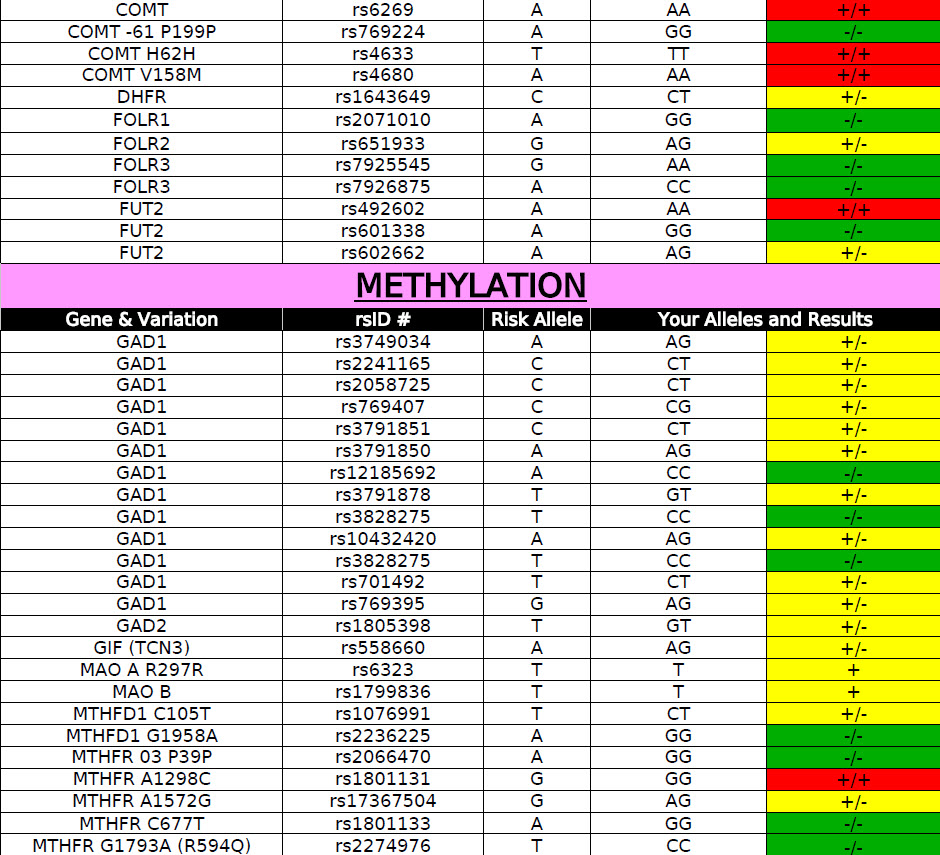 COMT rs6269 A AA +/+
COMT -61 P199P rs769224 A GG -/-
COMT H62H rs4633 T TT +/+
COMT V158M rs4680 A AA +/+
DHFR rs1643649 C CT +/-
FOLR1 rs2071010 A GG -/-
FOLR2 rs651933 G AG +/-
FOLR3 rs7925545 G AA -/-
FOLR3 rs7926875 A CC -/-
FUT2 rs492602 A AA +/+
FUT2 rs601338 A GG -/-
FUT2 rs602662 A AG +/-
METHYLATION
Gene & Variation rsID # Risk Allele Your Alleles and Results
GAD1 rs3749034 A AG +/-
GAD1 rs2241165 C CT +/-
GAD1 rs2058725 C CT +/-
GAD1 rs769407 C CG +/-
GAD1 rs3791851 C CT +/-
GAD1 rs3791850 A AG +/-
GAD1 rs12185692 A CC -/-
GAD1 rs3791878 T GT +/-
GAD1 rs3828275 T CC -/-
GAD1 rs10432420 A AG +/-
GAD1 rs3828275 T CC -/-
GAD1 rs701492 T CT +/-
GAD1 rs769395 G AG +/-
GAD2 rs1805398 T GT +/-
GIF (TCN3) rs558660 A AG +/-
MAO A R297R rs6323 T T +
MAO B rs1799836 T T +
MTHFD1 C105T rs1076991 T CT +/-
MTHFD1 G1958A rs2236225 A GG -/-
MTHFR 03 P39P rs2066470 A GG -/-
MTHFR A1298C rs1801131 G GG +/+
MTHFR A1572G rs17367504 G AG +/-
MTHFR C677T rs1801133 A GG -/-
MTHFR G1793A (R594Q) rs2274976 T CC -/-